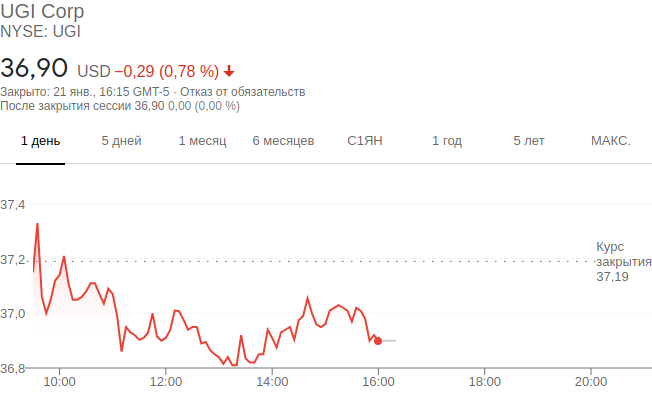 UGI Corp
NYSE: UGI
36,90 USD −0,29 (0,78 %)
Закрыто: 21 янв., 16:15 GMT-5 · Отказ от обязательств
После закрытия сессии 36,90 0,00 (0,00 %)
1 день 5 дней 1 месяц 6 месяцев С1ЯН 1 год 5 лет МАКС.
37,4
37,2
37,0
36,8
Курс
закрытия
37,19
10:00 12:00 14:00 16:00 18:00 20:00